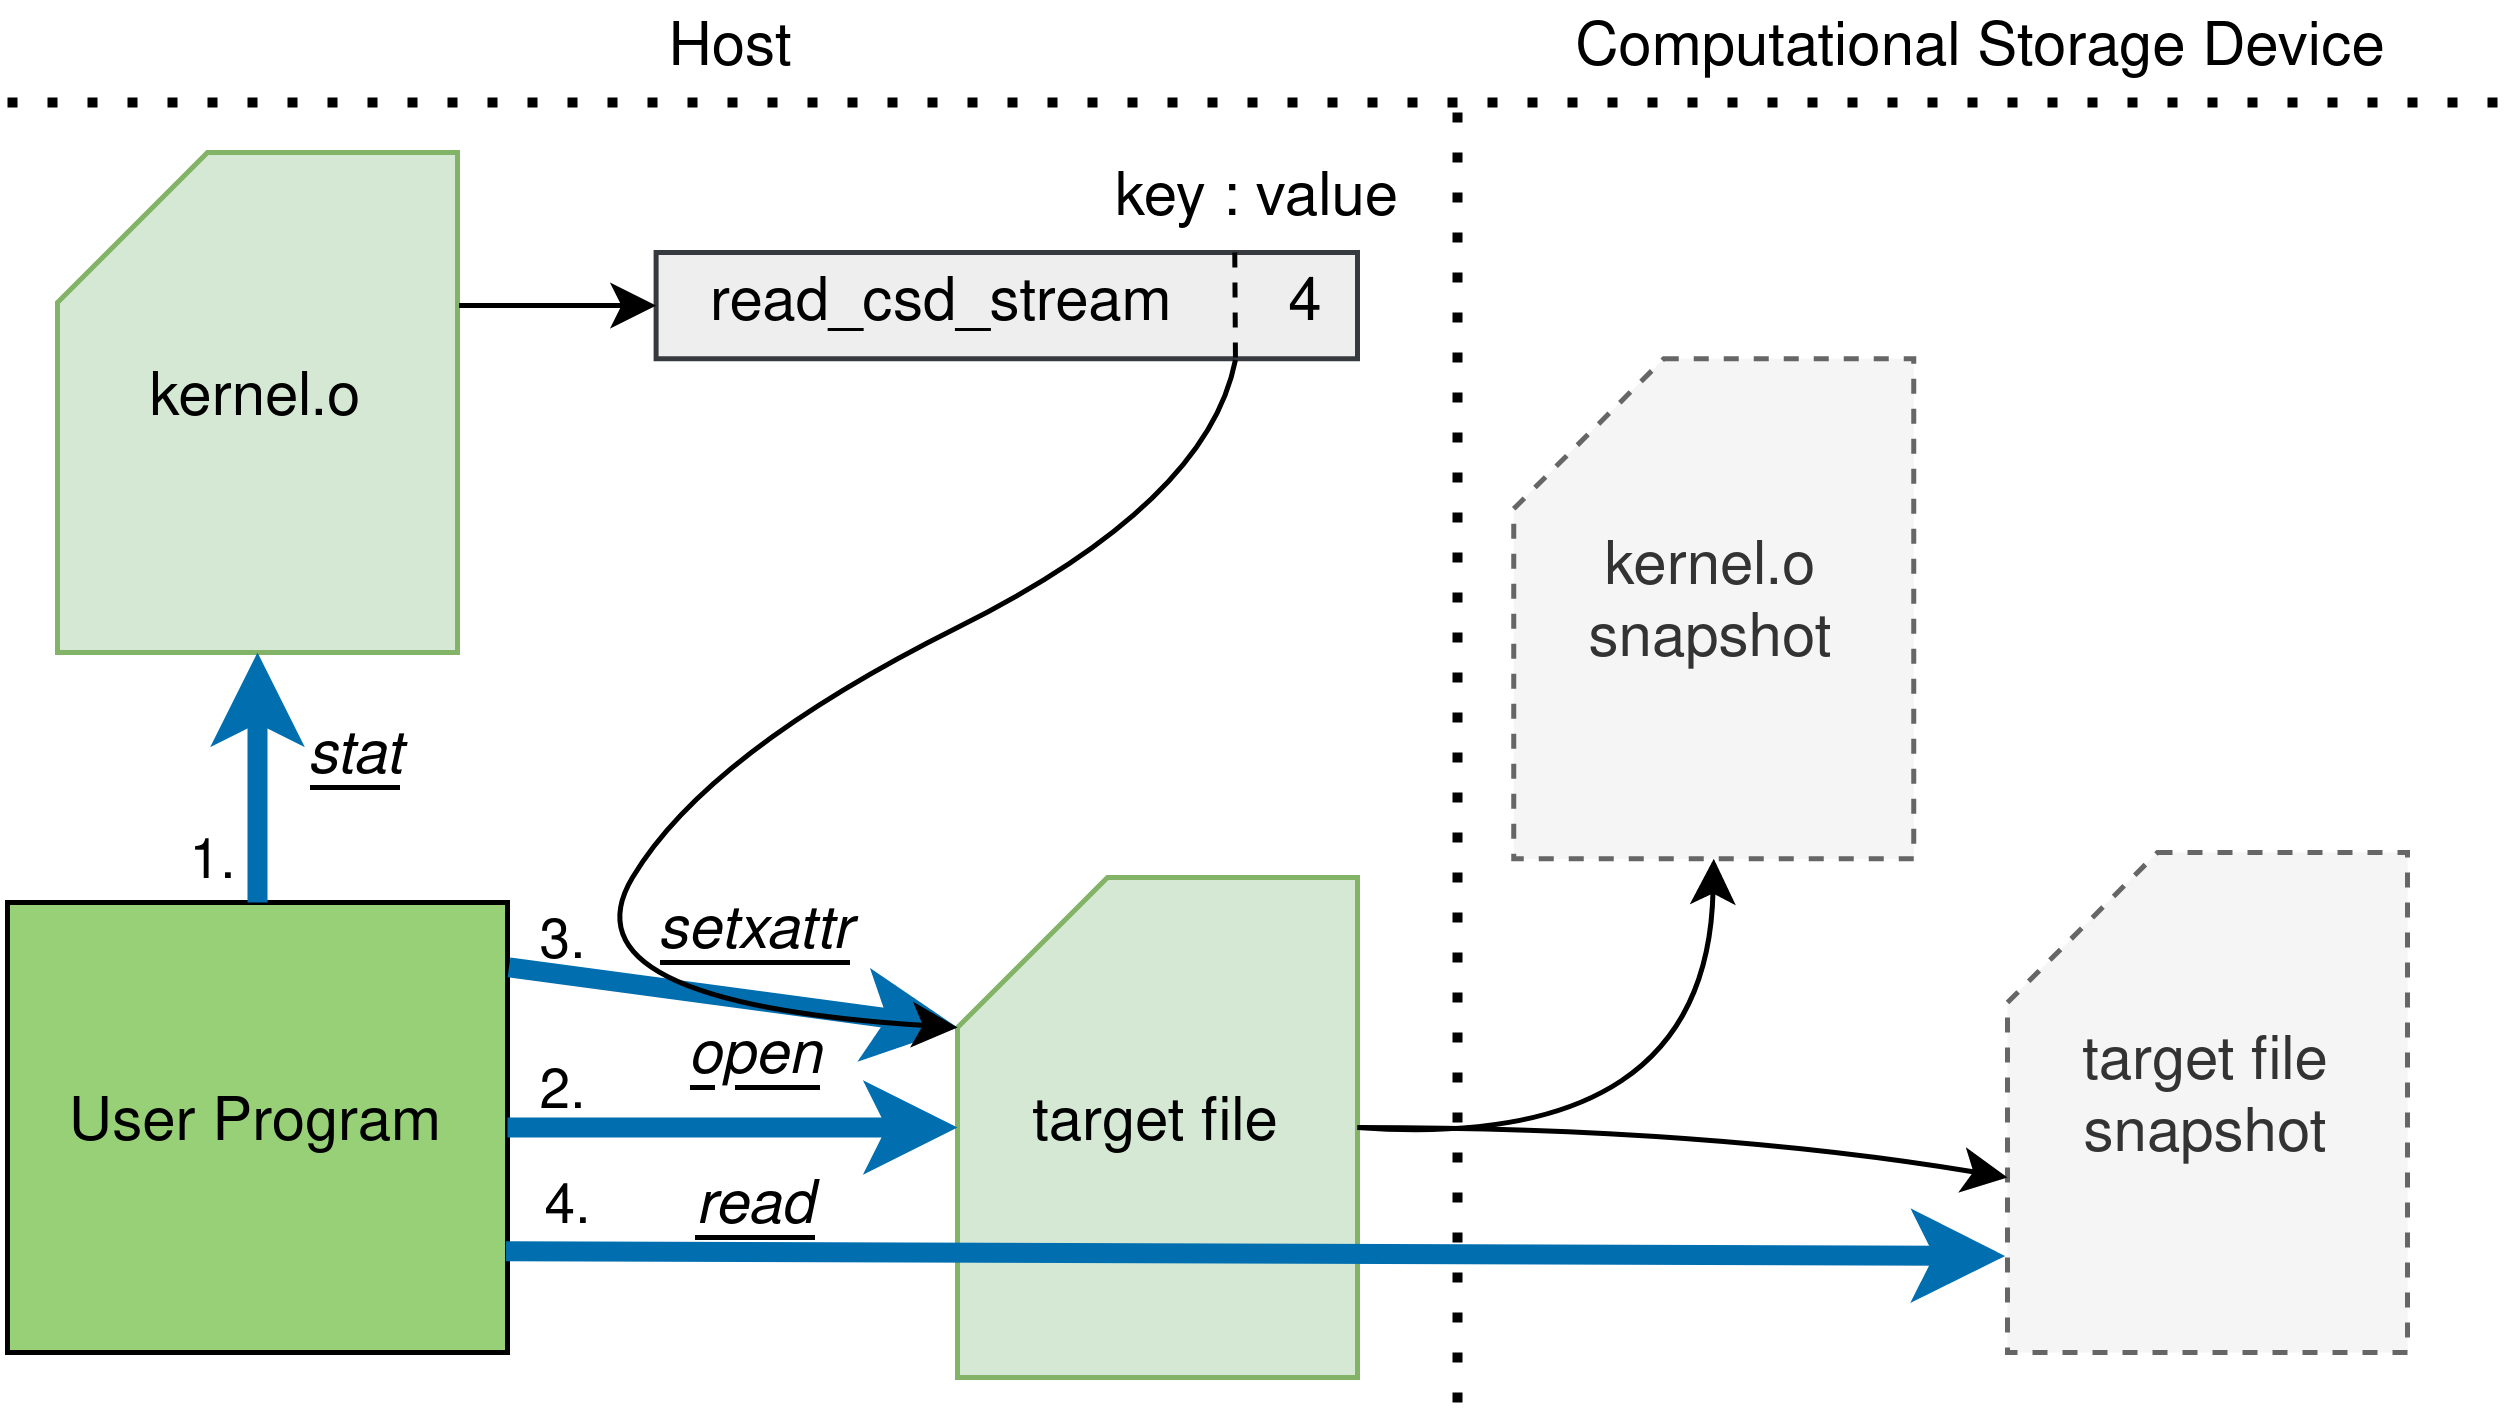 Host
Computational Storage Device
key : value
read_csd_stream
4
kernel.o
kernel.o
snapshot
stat
1.
3.
setxattr
open
2.
User Program
target file
target file
snapshot
4.
read